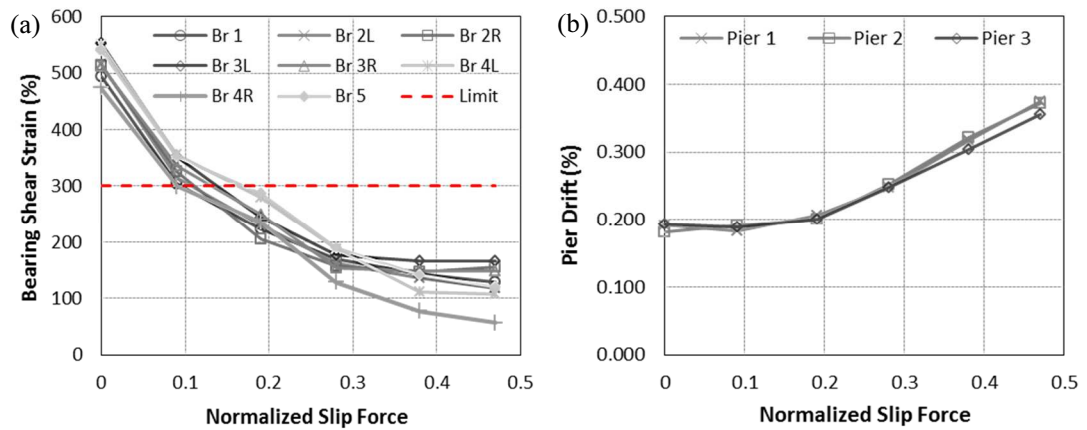 (a)
Bearing Shear Strain (%)
600
500
400
300
200
100
0
Br 1 Br 2L Br 2R
Br 3L Br 3R Br 4L
Br 4R Br 5 Limit
0 0.1 0.2 0.3 0.4 0.5
Normalized Slip Force
(b)
Pier Drift (%)
0.500
0.400
0.300
0.200
0.100
0.000
Pier 1 Pier 2 Pier 3
0 0.1 0.2 0.3 0.4 0.5
Normalized Slip Force